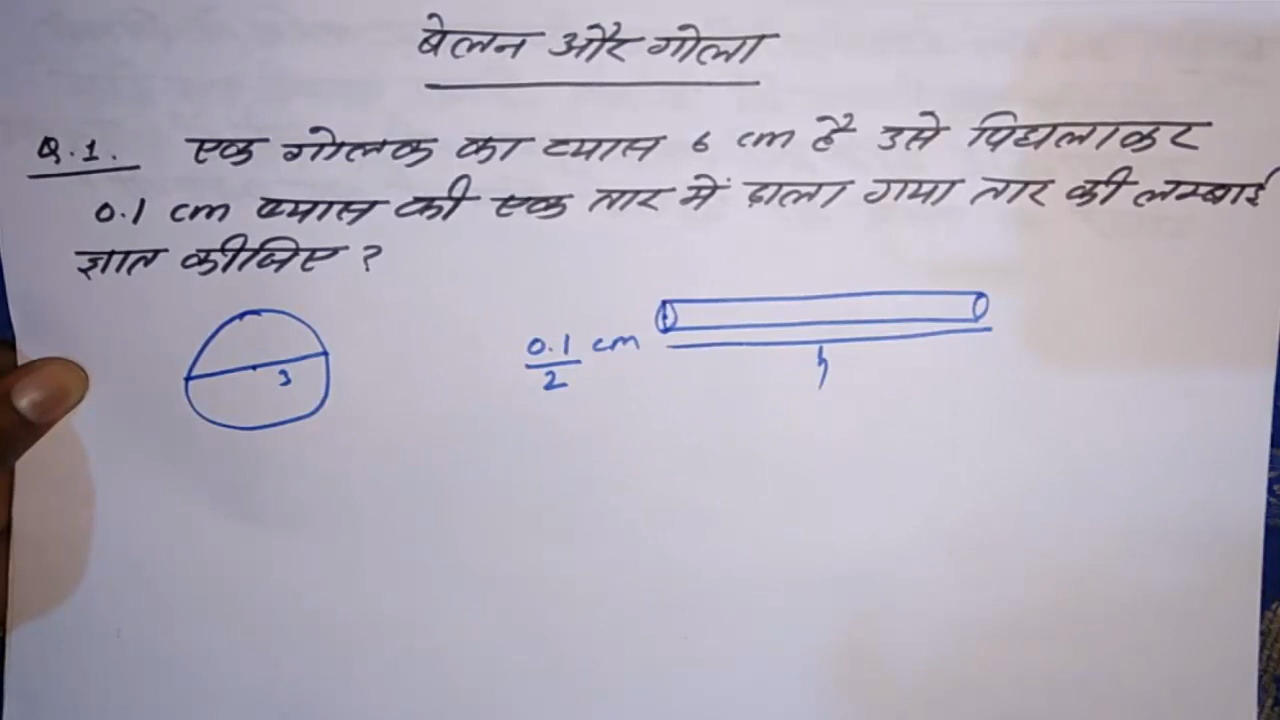 बेलन और गोला
Q.1. एक गोलक का व्यास 6 cm है उसे पिघलाकर
0.1 cm व्यास की एक तार में ढाला गया तार की लम्बाई
ज्ञात कीजिए ?
3
0.1/2 cm
h